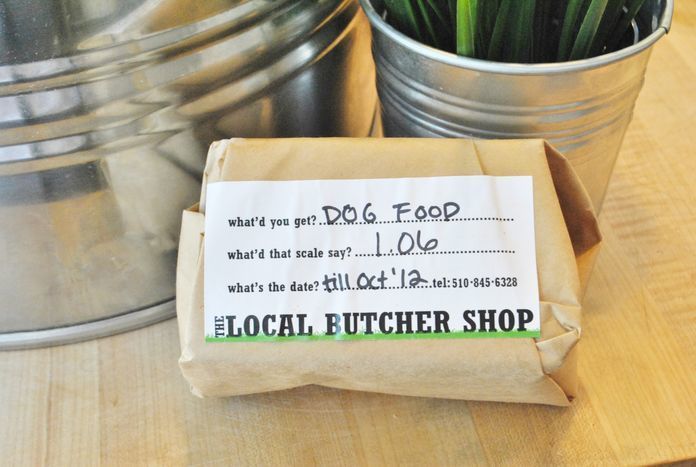 what'd you get? DOG FOOD
what'd that scale say? 1.06
what's the date? till Oct '12 tel: 510-845-6328
THE LOCAL BUTCHER SHOP